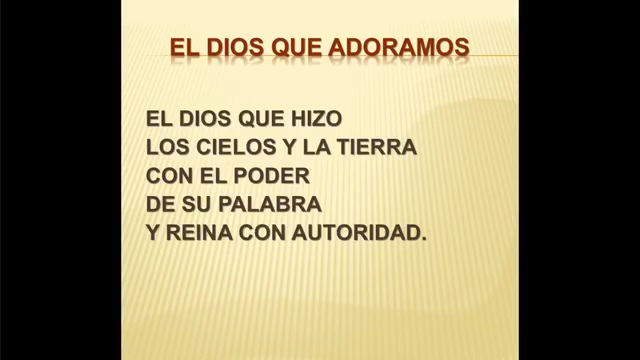 EL DIOS QUE ADORAMOS
EL DIOS QUE HIZO
LOS CIELOS Y LA TIERRA
CON EL PODER
DE SU PALABRA
Y REINA CON AUTORIDAD.